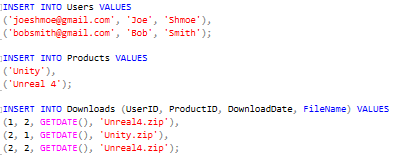 INSERT INTO Users VALUES
('joeshmoe@gmail.com', 'Joe', 'Shmoe'),
('bobsmith@gmail.com', 'Bob', 'Smith');
INSERT INTO Products VALUES
('Unity'),
('Unreal 4');
INSERT INTO Downloads (UserID, ProductID, DownloadDate, FileName) VALUES
(1, 2, GETDATE(), 'Unreal4.zip'),
(2, 1, GETDATE(), 'Unity.zip'),
(2, 2, GETDATE(), 'Unreal4.zip');